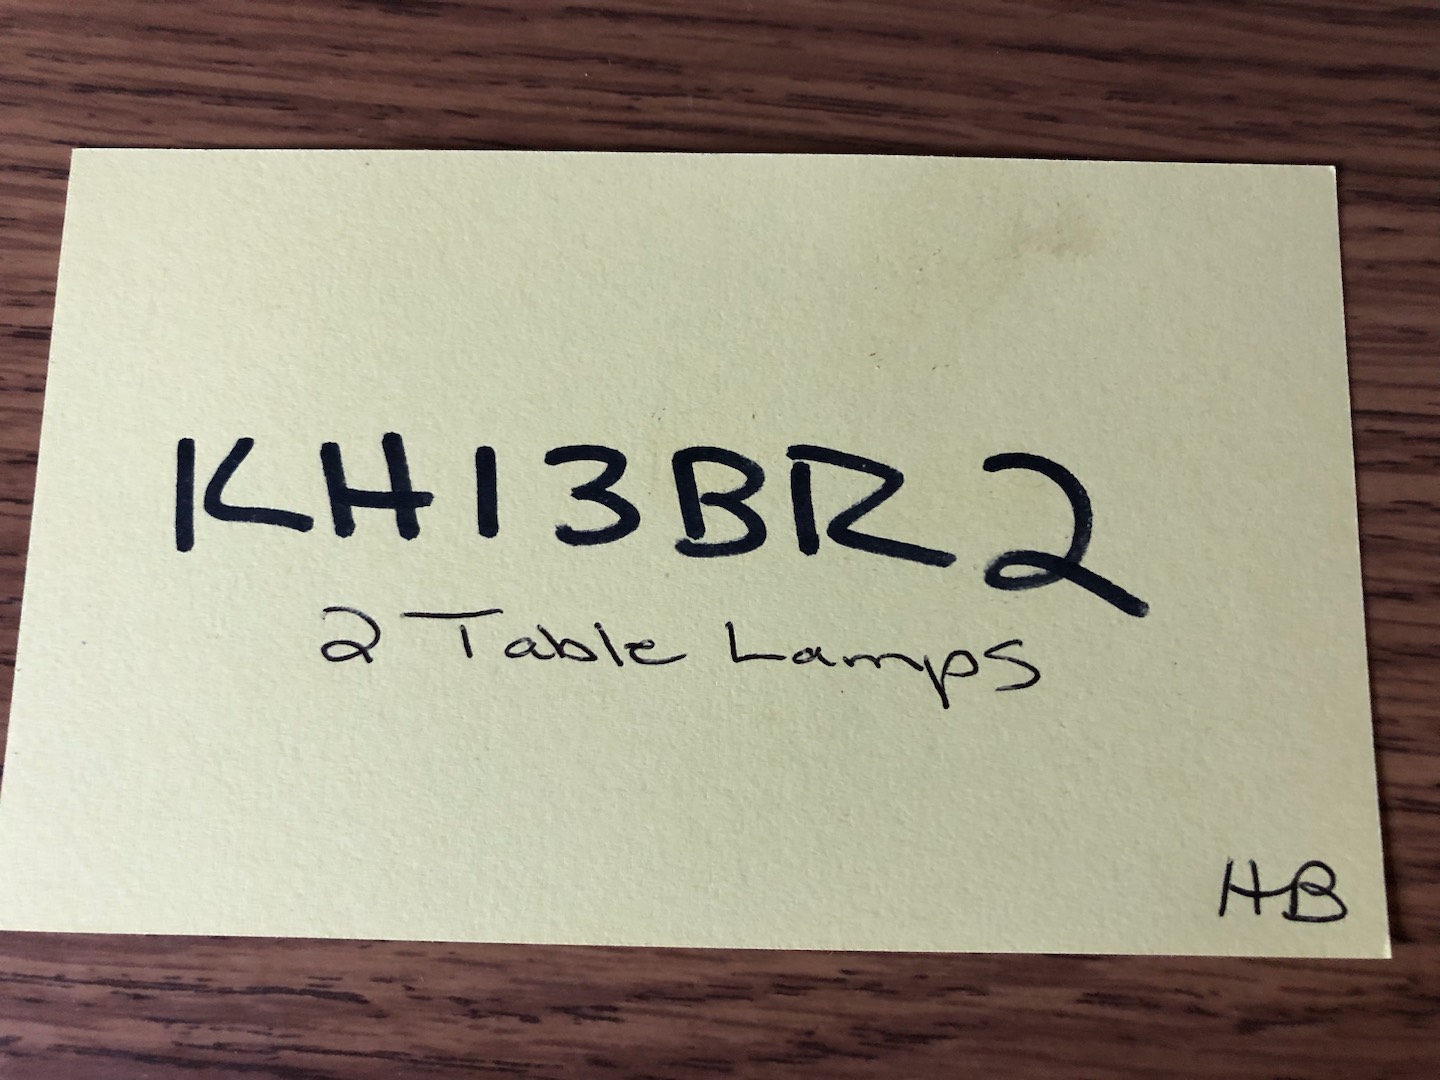 KH13BR2
2 Table Lamps
HB